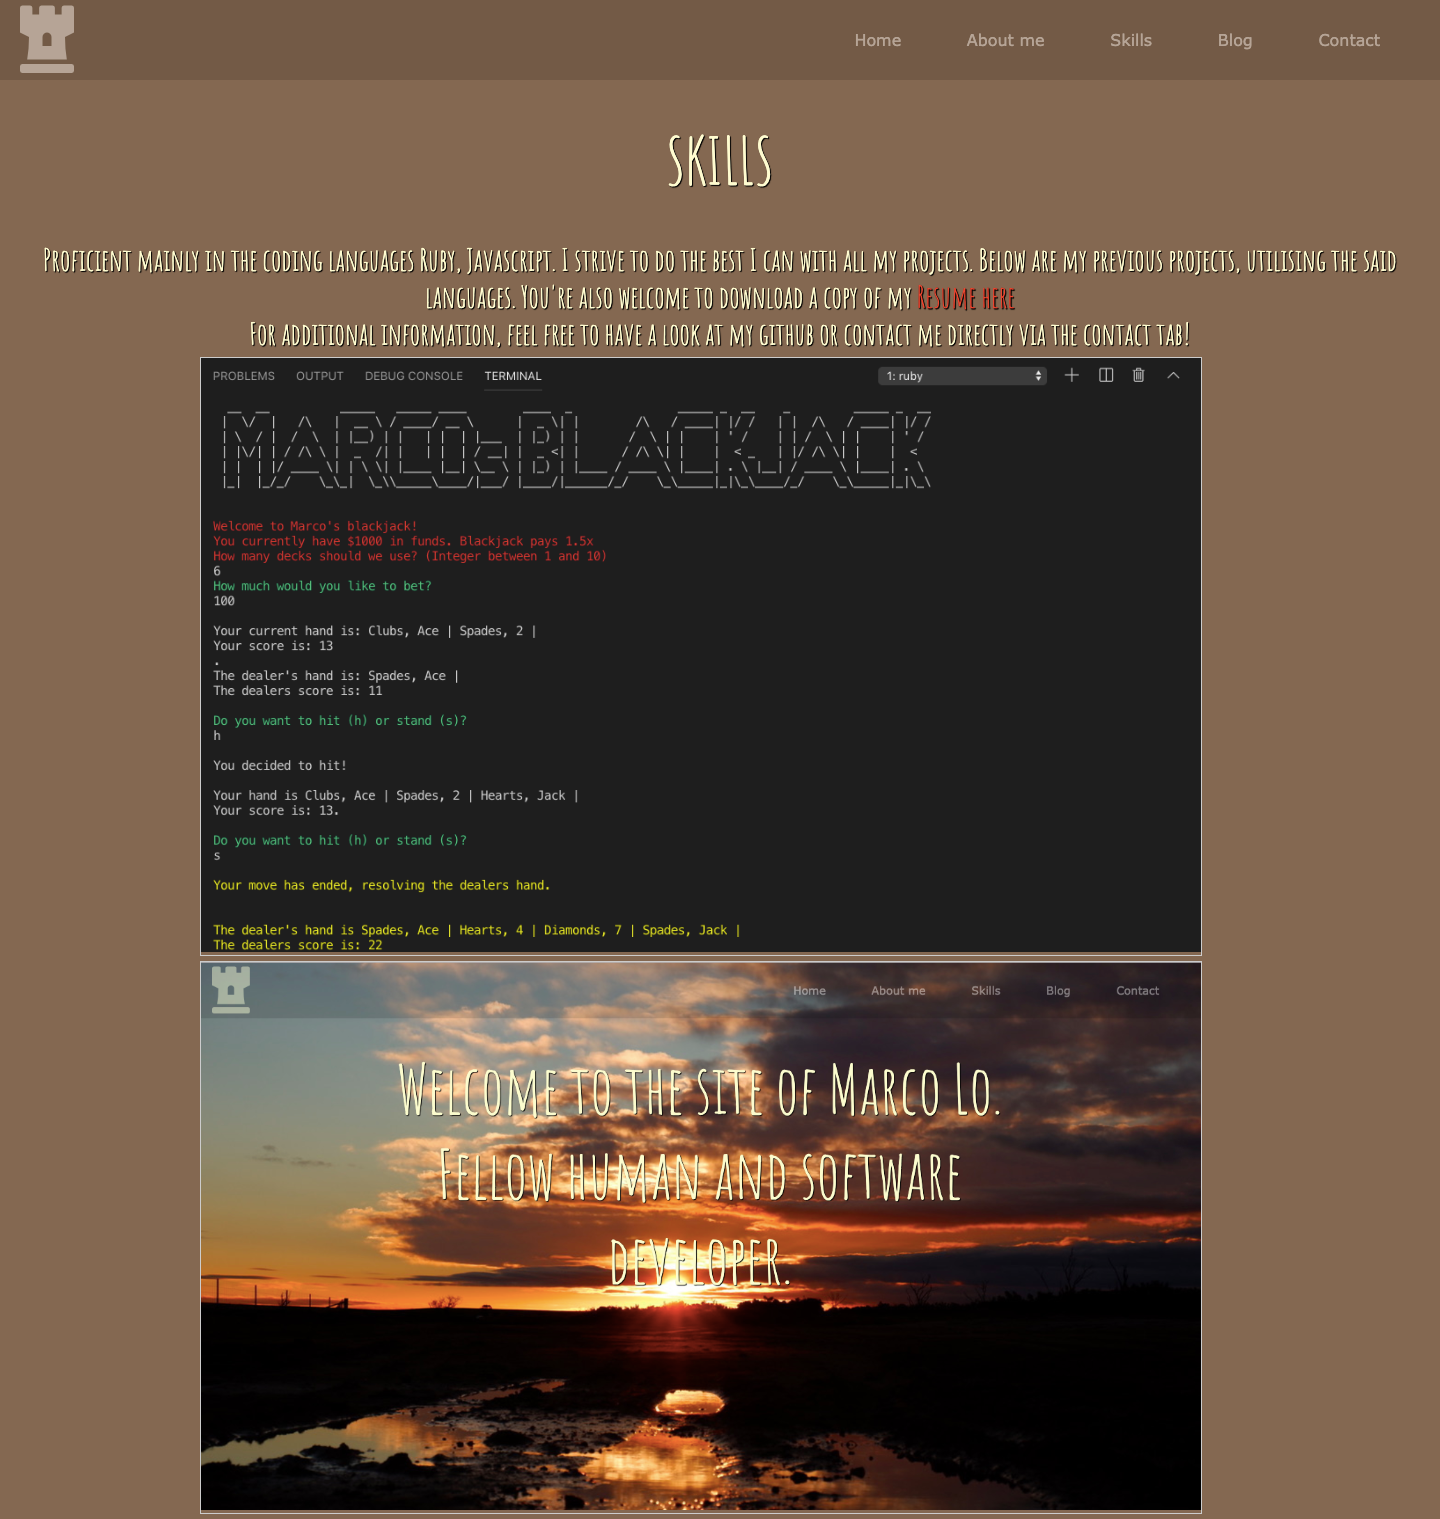 Home About me Skills Blog Contact
SKILLS
Proficient mainly in the coding languages Ruby, Javascript. I strive to do the best I can with all my projects. Below are my previous projects, utilising the said
languages. You're also welcome to download a copy of my Resume here
For additional information, feel free to have a look at my github or contact me directly via the contact tab!
PROBLEMS OUTPUT DEBUG CONSOLE TERMINAL 1: ruby
MARCOs BLACKJACK
Welcome to Marco's blackjack!
You currently have $1000 in funds. Blackjack pays 1.5x
How many decks should we use? (Integer between 1 and 10)
6
How much would you like to bet?
100
Your current hand is: Clubs, Ace | Spades, 2 |
Your score is: 13
.
The dealer's hand is: Spades, Ace |
The dealers score is: 11
Do you want to hit (h) or stand (s)?
h
You decided to hit!
Your hand is Clubs, Ace | Spades, 2 | Hearts, Jack |
Your score is: 13.
Do you want to hit (h) or stand (s)?
s
Your move has ended, resolving the dealers hand.
The dealer's hand is Spades, Ace | Hearts, 4 | Diamonds, 7 | Spades, Jack |
The dealers score is: 22
Home About me Skills Blog Contact
Welcome to the site of Marco Lo.
Fellow human and software
developer.